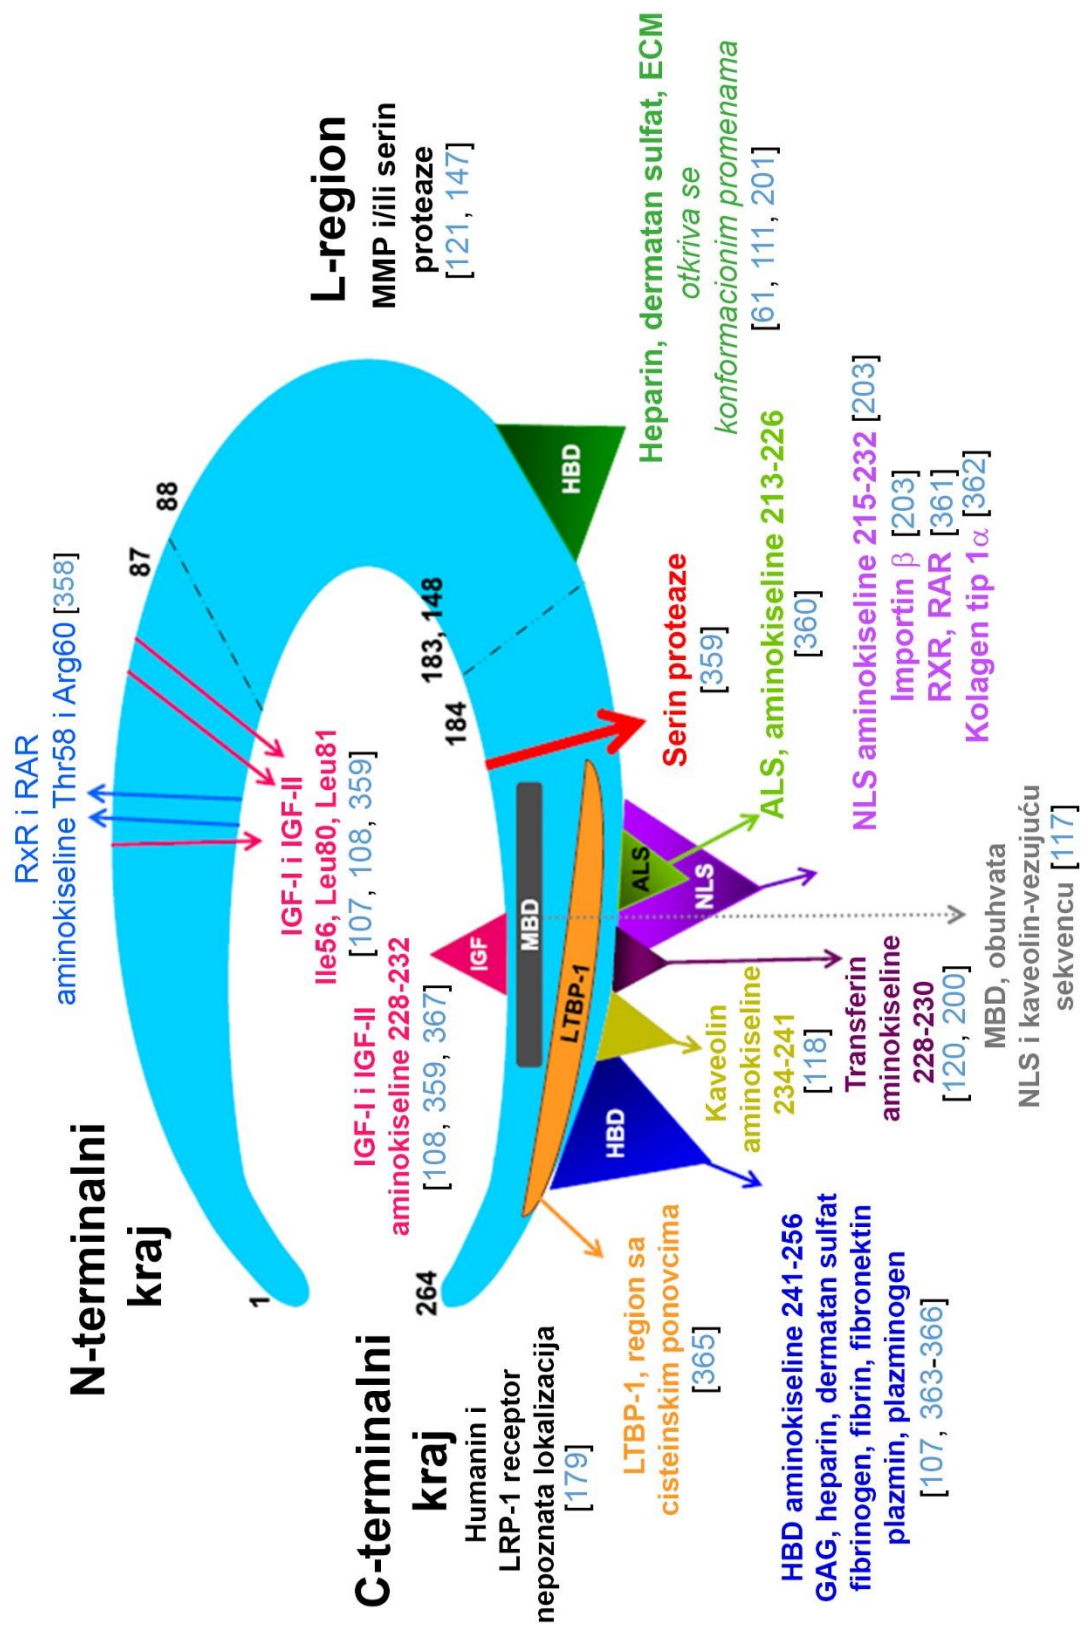 N-terminalni
kraj
RxR i RAR
aminokiseline Thr58 i Arg60 [358]
1
87
88
L-region
MMP i/ili serin
proteaze
[121, 147]
IGF-I i IGF-II
Ile56, Leu80, Leu81
[107, 108, 359]
183, 148
184
264
C-terminalni
kraj
Humanin i
LRP-1 receptor
nepoznata lokalizacija
[179]
IGF-I i IGF-II
aminokiseline 228-232
[108, 359, 367]
IGF
MBD
LTBP-1
HBD
HBD
ALS
NLS
Heparin, dermatan sulfat, ECM
otkriva se
konformacionim promenama
[61, 111, 201]
Serin proteaze
[359]
ALS, aminokiseline 213-226
[360]
NLS aminokiseline 215-232 [203]
Importin β [203]
RXR, RAR [361]
Kolagen tip 1α [362]
LTBP-1, region sa
cisteinskim ponovcima
[365]
Kaveolin
aminokiseline
234-241
[118]
Transferin
aminokiseline
228-230
[120, 200]
MBD, obuhvata
NLS i kaveolin-vezujuću
sekvencu [117]
HBD aminokiseline 241-256
GAG, heparin, dermatan sulfat
fibrinogen, fibrin, fibronektin
plazmin, plazminogen
[107, 363-366]